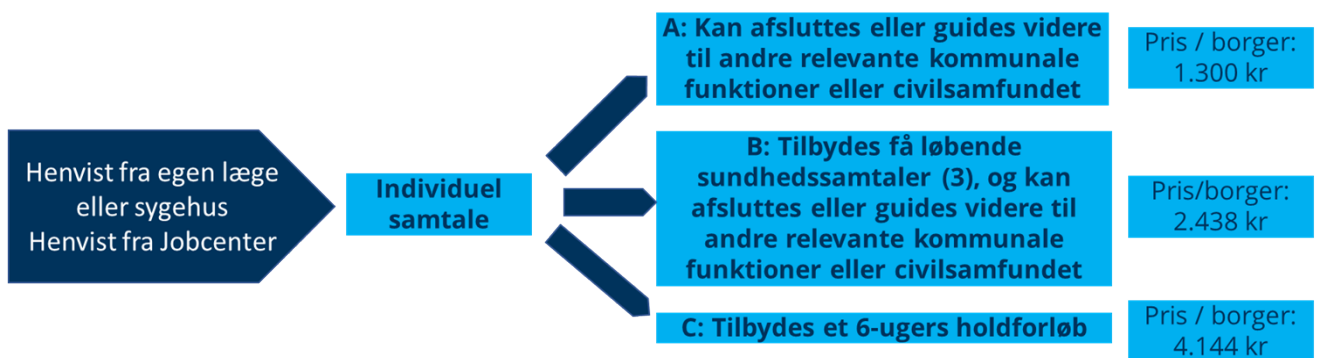 Henvist fra egen læge
eller sygehus
Henvist fra Jobcenter
Individuel
samtale
A: Kan afsluttes eller guides videre
til andre relevante kommunale
funktioner eller civilsamfundet
Pris / borger:
1.300 kr
B: Tilbydes få løbende
sundhedssamtaler (3), og kan
afsluttes eller guides videre til
andre relevante kommunale
funktioner eller civilsamfundet
Pris/borger:
2.438 kr
C: Tilbydes et 6-ugers holdforløb
Pris / borger:
4.144 kr